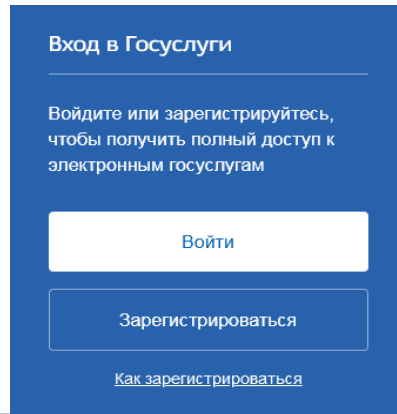 Вход в Госуслуги
Войдите или зарегистрируйтесь,
чтобы получить полный доступ к
электронным госуслугам
Войти
Зарегистрироваться
Как зарегистрироваться